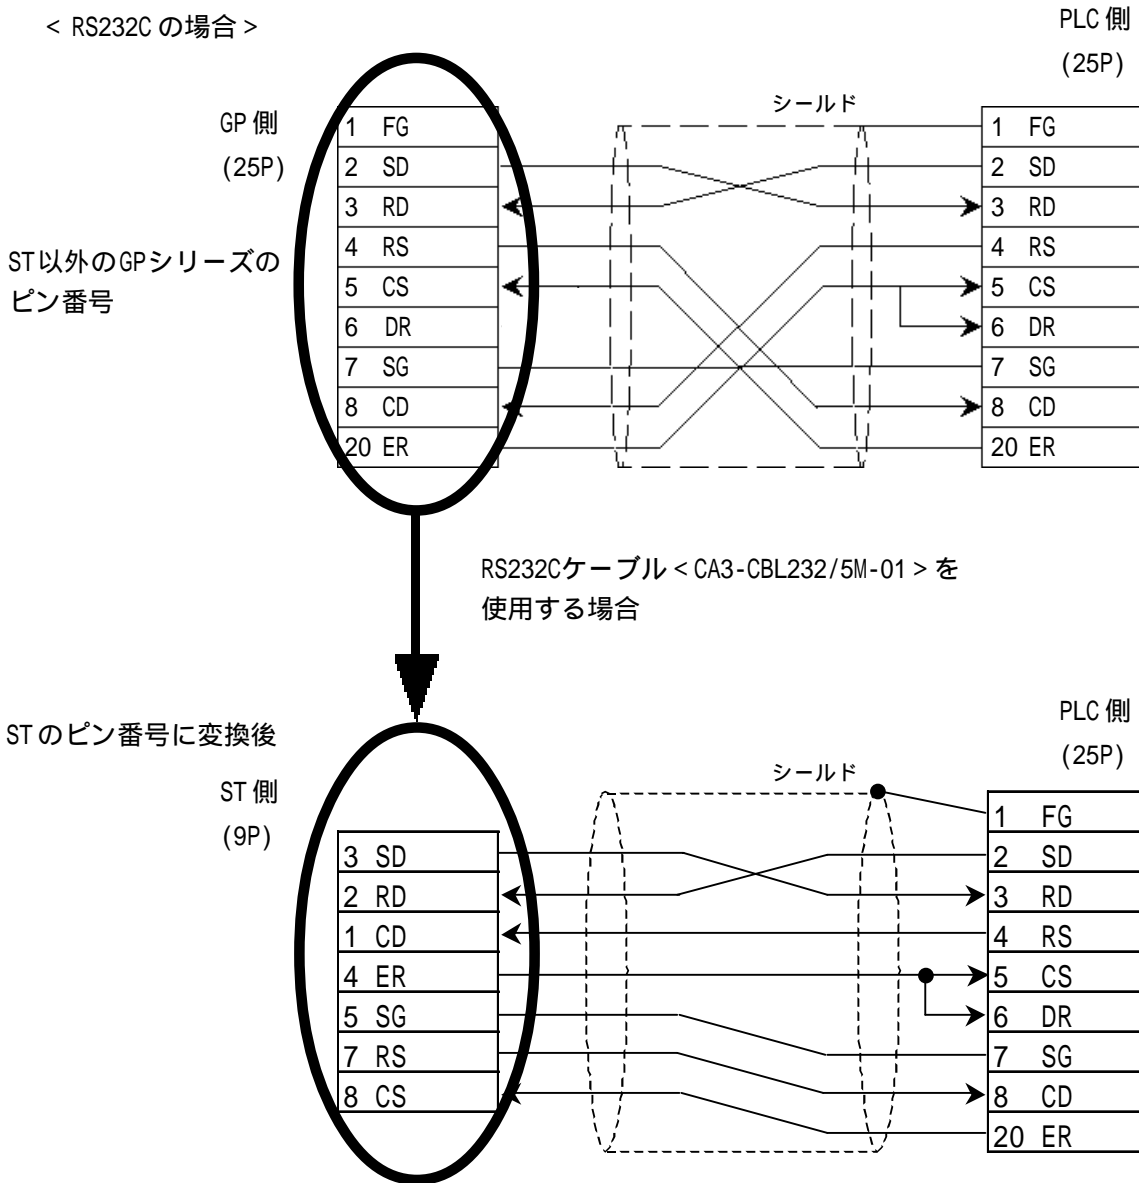 < RS232C の場合 >
PLC 側
(25P)
GP 側
(25P)
シールド
1 FG
2 SD
3 RD
4 RS
5 CS
6 DR
7 SG
8 CD
20 ER
1 FG
2 SD
3 RD
4 RS
5 CS
6 DR
7 SG
8 CD
20 ER
ST以外のGPシリーズの
ピン番号
RS232Cケーブル < CA3-CBL232/5M-01 > を
使用する場合
STのピン番号に変換後
ST 側
(9P)
PLC 側
(25P)
シールド
3 SD
2 RD
1 CD
4 ER
5 SG
7 RS
8 CS
1 FG
2 SD
3 RD
4 RS
5 CS
6 DR
7 SG
8 CD
20 ER